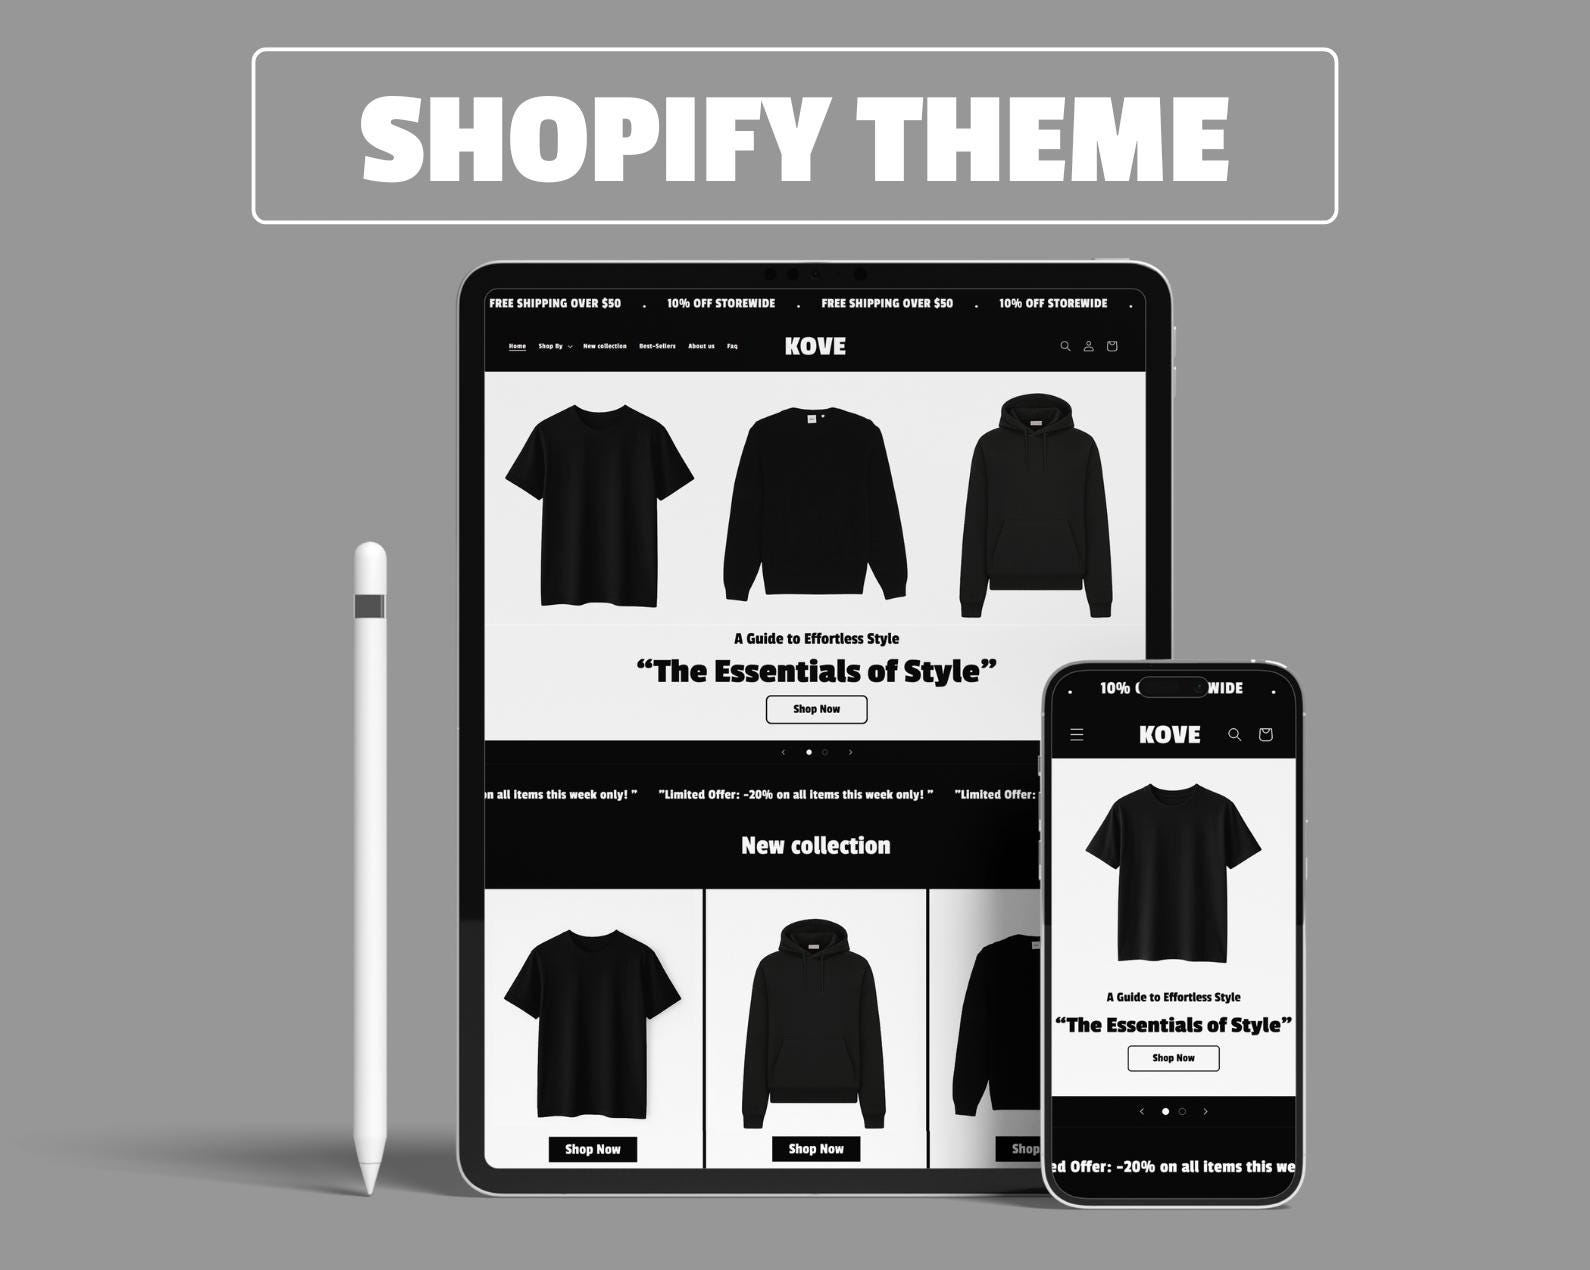 SHOPIFY THEME
FREE SHIPPING OVER $50 . 10% OFF STOREWIDE . FREE SHIPPING OVER $50 . 10% OFF STOREWIDE .
Home Shop By New collection Best-Sellers About us Faq KOVE
A Guide to Effortless Style
“The Essentials of Style”
Shop Now
on all items this week only! ” ”Limited Offer: -20% on all items this week only! ” ”Limited Offer:
New collection
Shop Now Shop Now Shop
. 10% WIDE .
KOVE
A Guide to Effortless Style
“The Essentials of Style”
Shop Now
ed Offer: -20% on all items this we